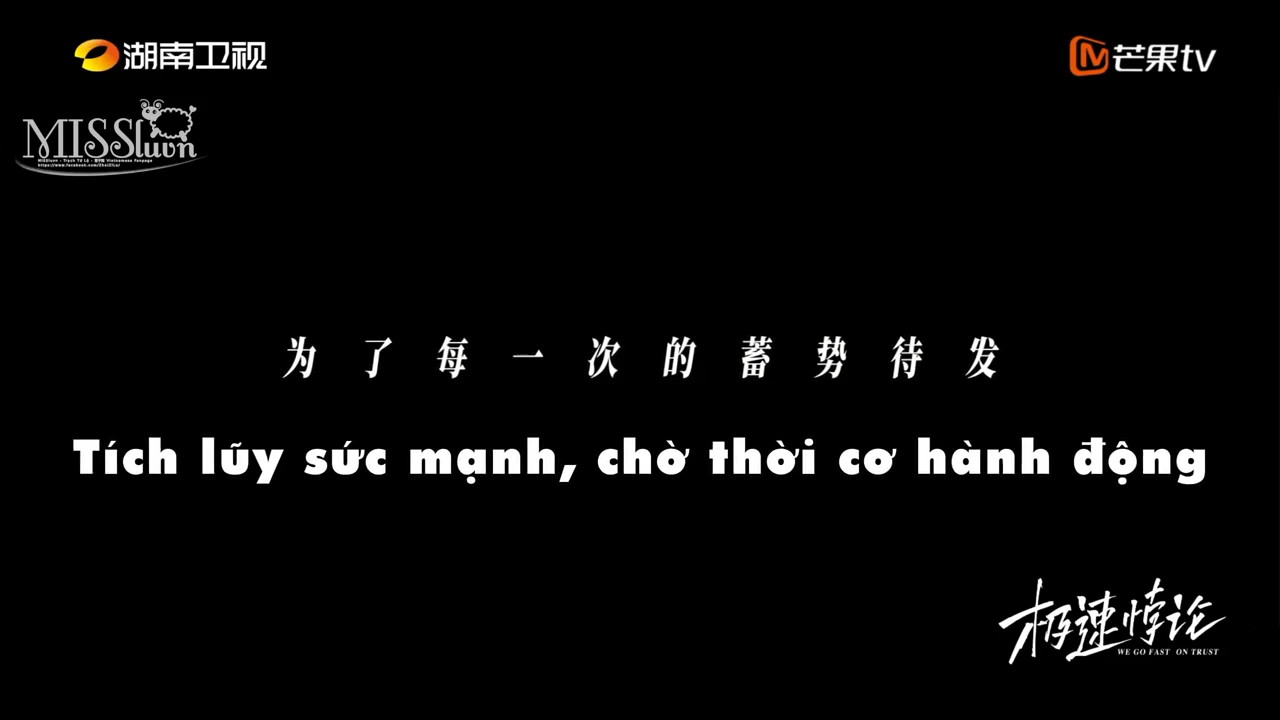 湖南卫视
芒果tv
MISSluvn
为了每一次的蓄势待发
Tích lũy sức mạnh, chờ thời cơ hành động
极速悖论
WE GO FAST ON TRUST